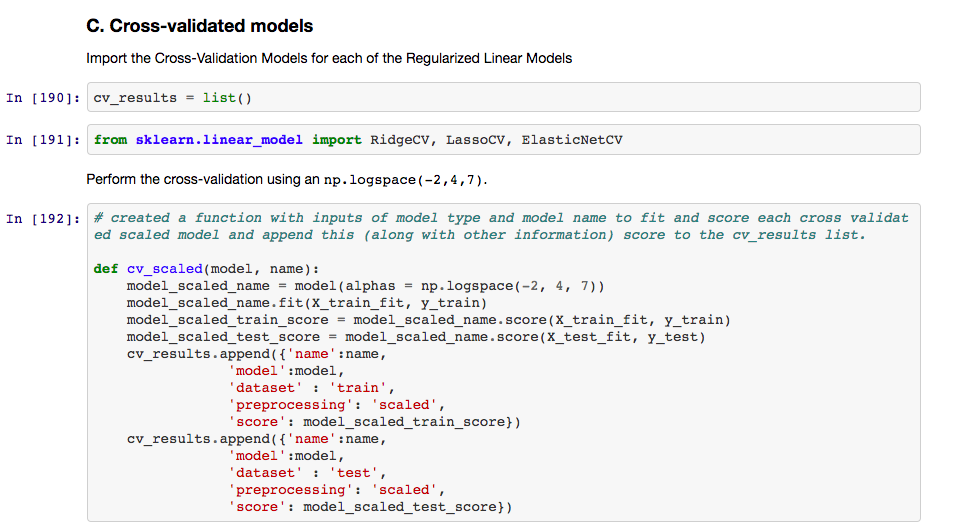 C. Cross-validated models
Import the Cross-Validation Models for each of the Regularized Linear Models
In [190]: cv_results = list()
In [191]: from sklearn.linear_model import RidgeCV, LassoCV, ElasticNetCV
Perform the cross-validation using an np.logspace(-2,4,7).
In [192]: # created a function with inputs of model type and model name to fit and score each cross validat
ed scaled model and append this (along with other information) score to the cv_results list.
def cv_scaled(model, name):
    model_scaled_name = model(alphas = np.logspace(-2, 4, 7))
    model_scaled_name.fit(X_train_fit, y_train)
    model_scaled_train_score = model_scaled_name.score(X_train_fit, y_train)
    model_scaled_test_score = model_scaled_name.score(X_test_fit, y_test)
    cv_results.append({'name':name,
                'model':model,
                'dataset' : 'train',
                'preprocessing': 'scaled',
                'score': model_scaled_train_score})
    cv_results.append({'name':name,
                'model':model,
                'dataset' : 'test',
                'preprocessing': 'scaled',
                'score': model_scaled_test_score})